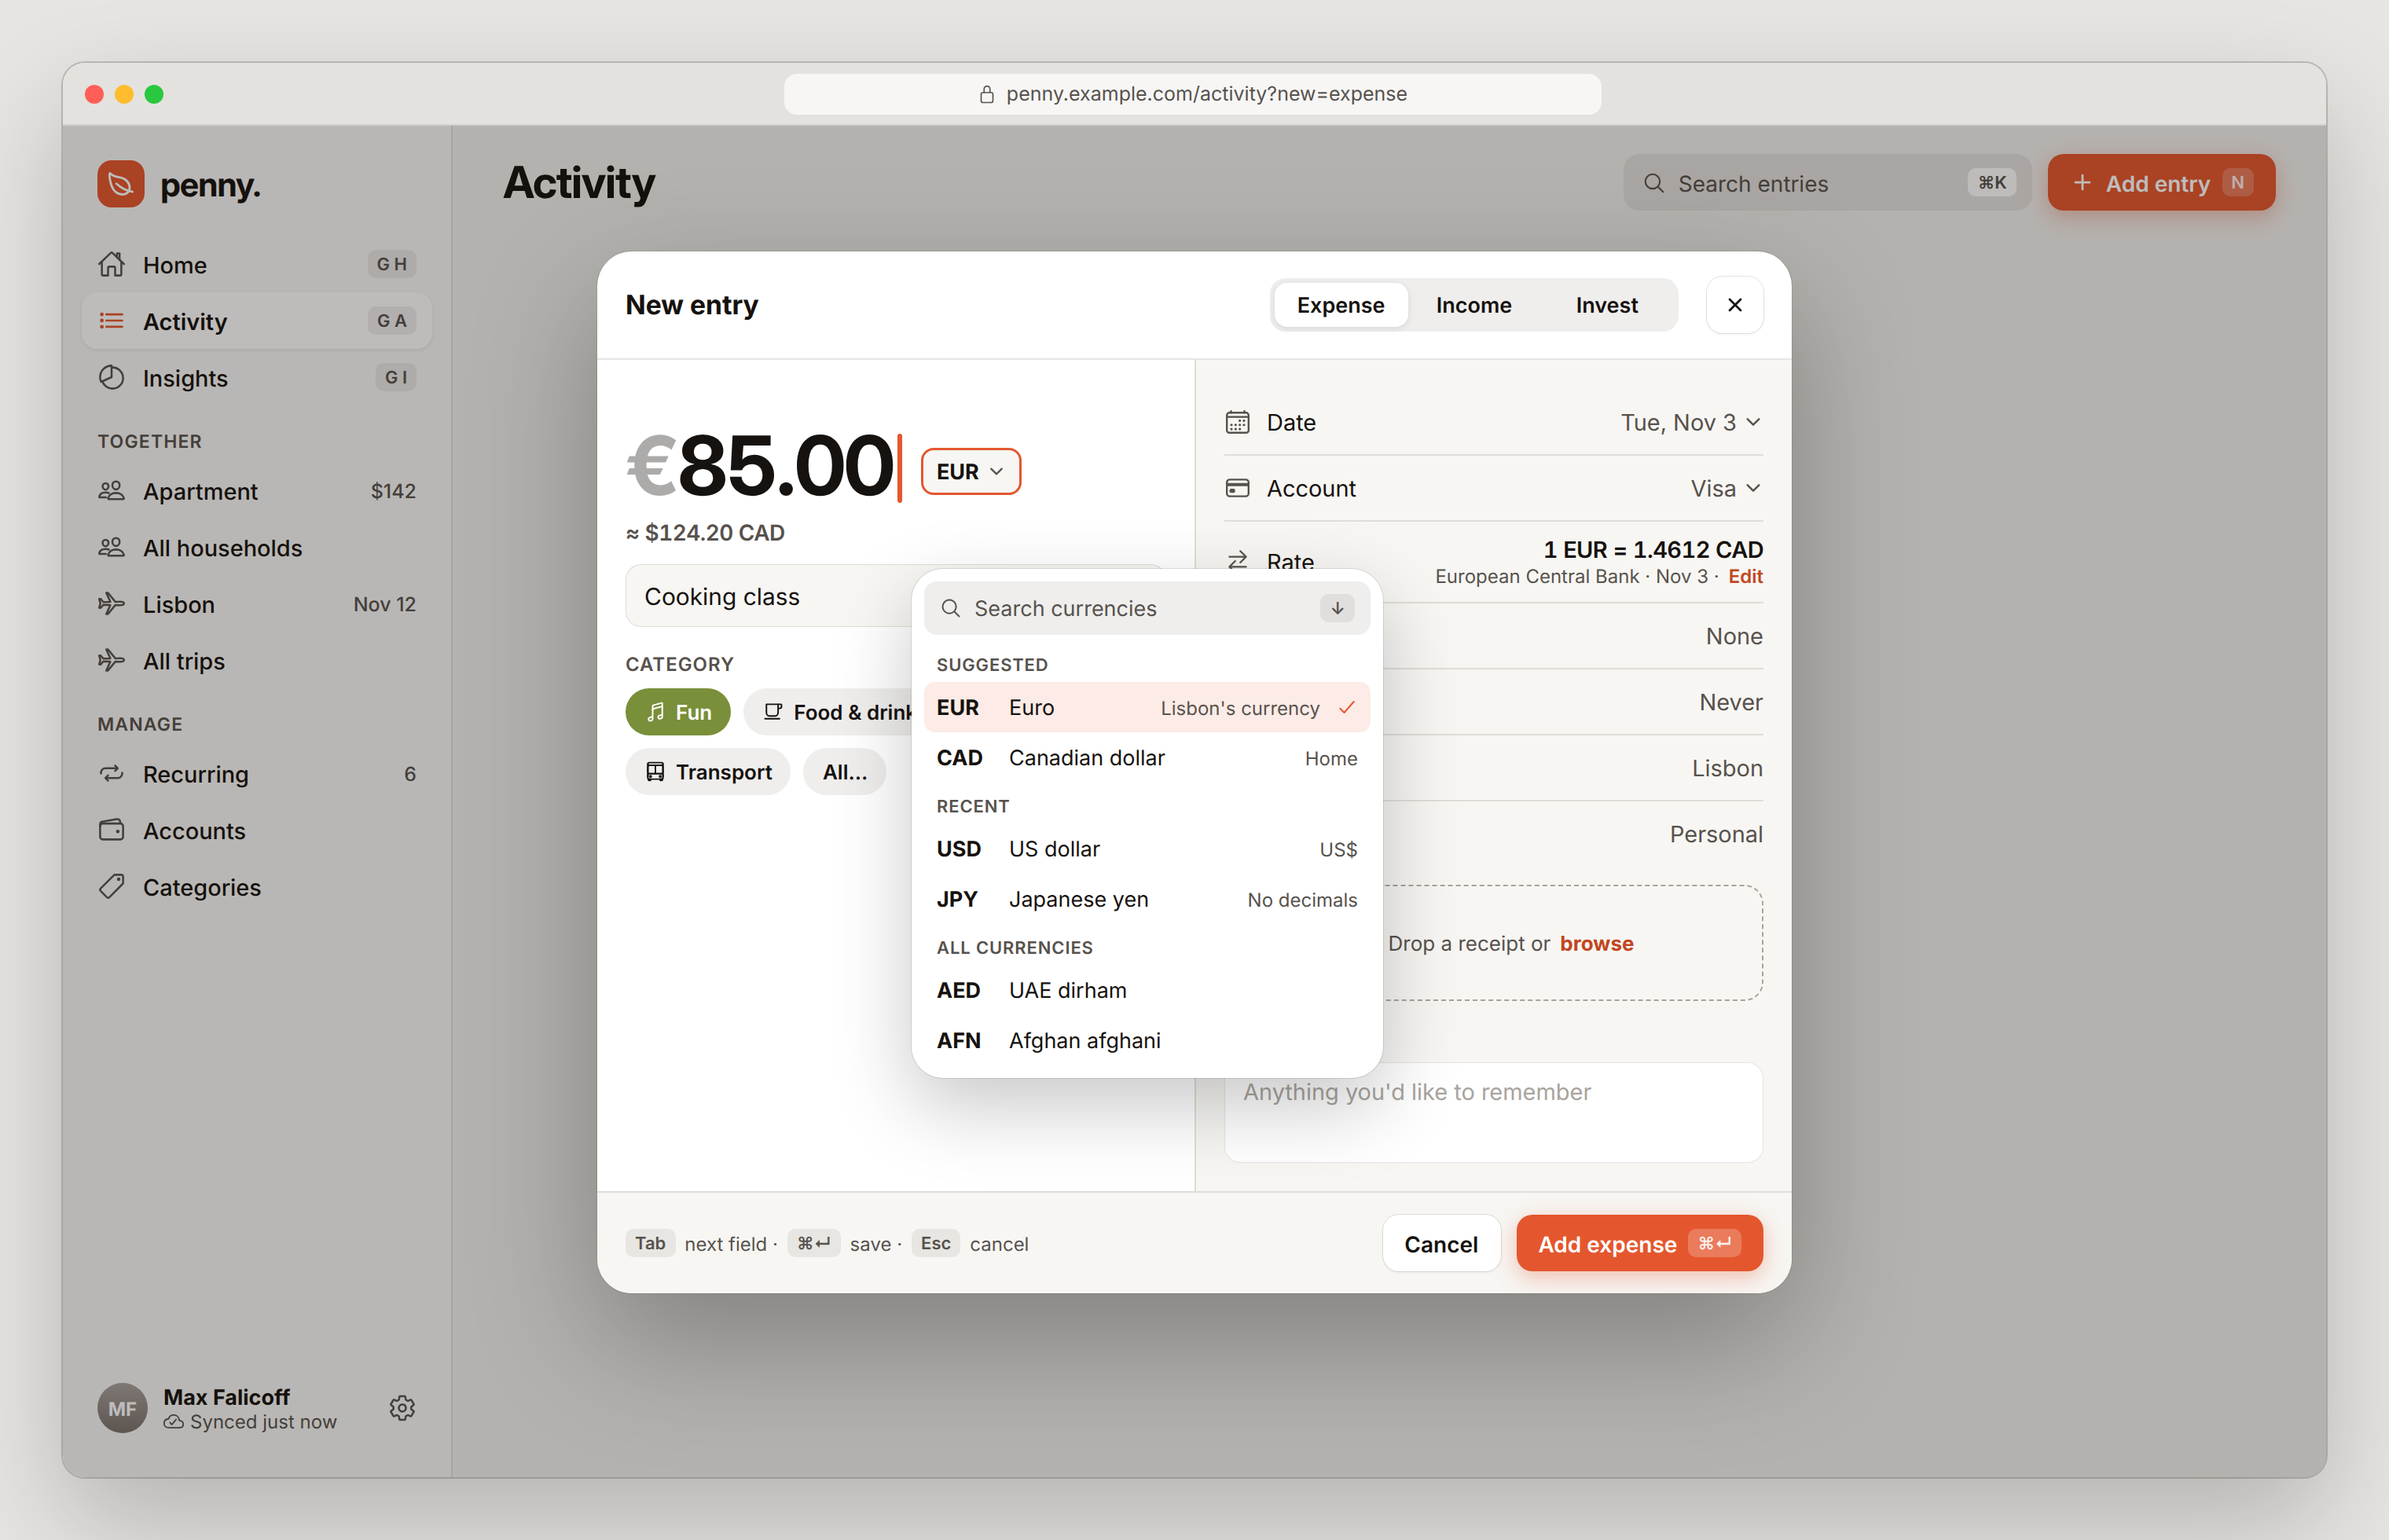 penny.example.com/activity?new=expense
penny.
Home G H
Activity G A
Insights G I
TOGETHER
Apartment $142
All households
Lisbon Nov 12
All trips
MANAGE
Recurring 6
Accounts
Categories
MF
Max Falicoff
Synced just now
Activity
Search entries ⌘K
+ Add entry N
New entry
Expense Income Invest
€85.00 EUR
≈ $124.20 CAD
Cooking class
CATEGORY
Fun Food & drink
Transport All...
Date Tue, Nov 3
Account Visa
Rate 1 EUR = 1.4612 CAD
European Central Bank · Nov 3 · Edit
None
Never
Lisbon
Personal
Drop a receipt or browse
Anything you'd like to remember
Search currencies ↓
SUGGESTED
EUR Euro Lisbon's currency ✓
CAD Canadian dollar Home
RECENT
USD US dollar US$
JPY Japanese yen No decimals
ALL CURRENCIES
AED UAE dirham
AFN Afghan afghani
Tab next field · ⌘↵ save · Esc cancel
Cancel
Add expense ⌘↵